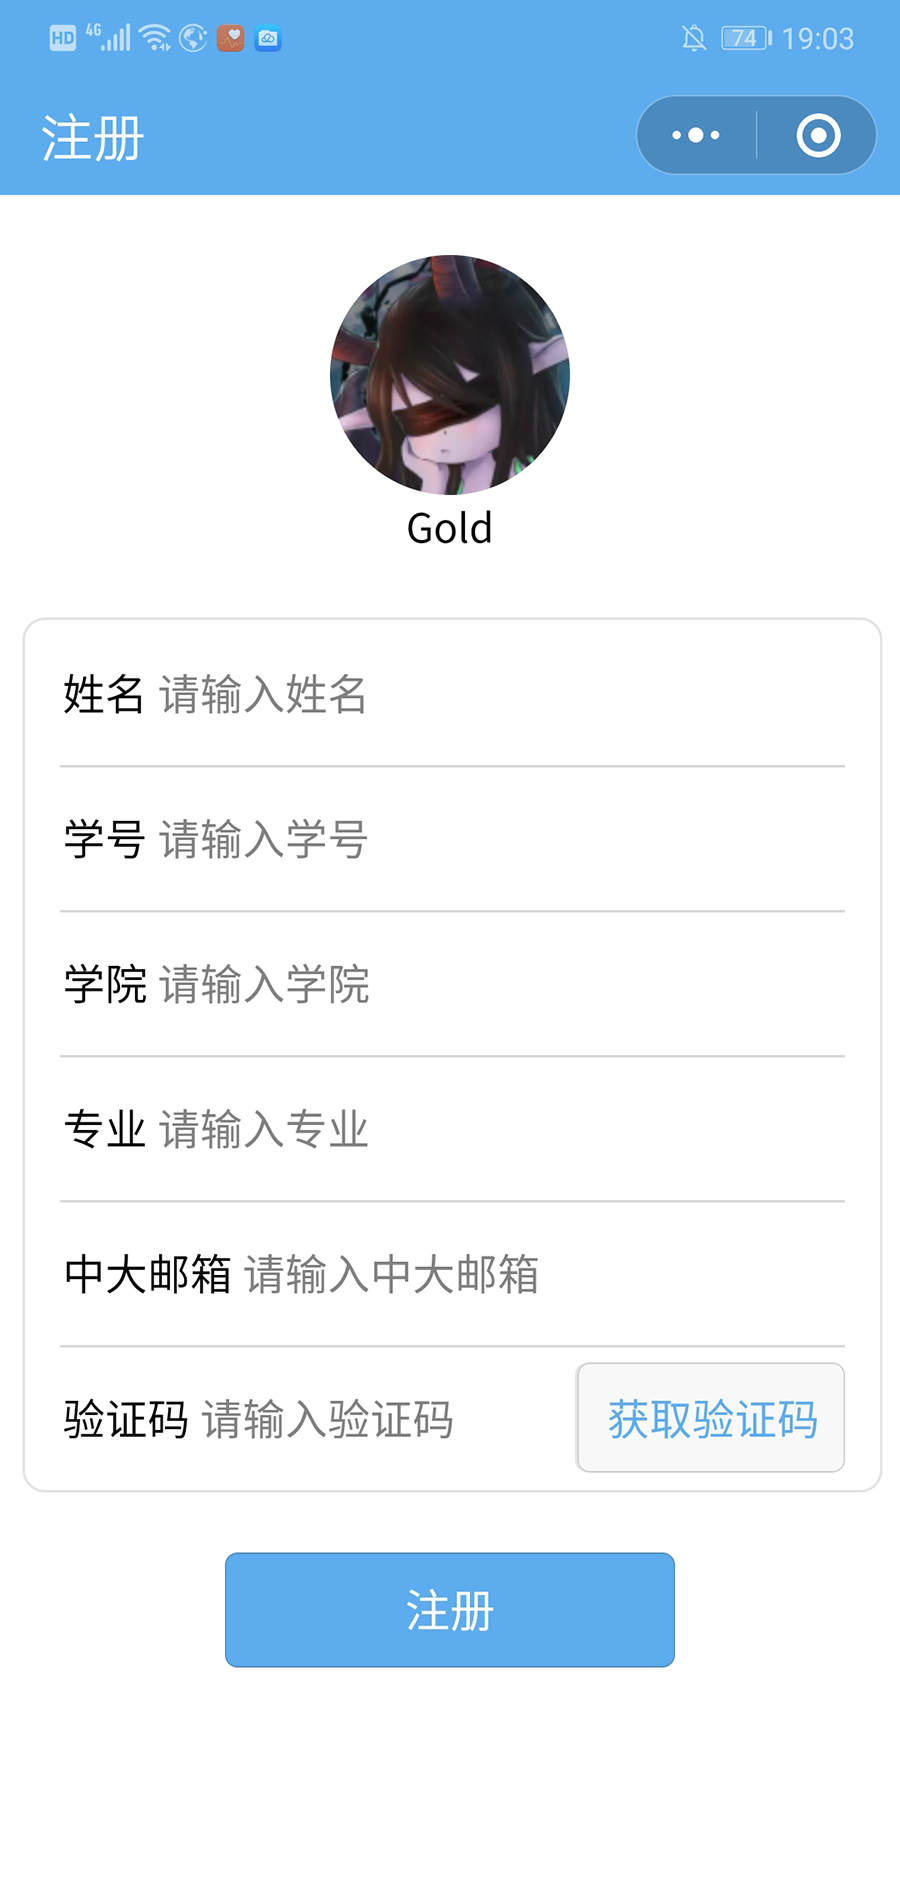 HD 4G 74 19:03
注册
Gold
姓名 请输入姓名
学号 请输入学号
学院 请输入学院
专业 请输入专业
中大邮箱 请输入中大邮箱
验证码 请输入验证码 获取验证码
注册